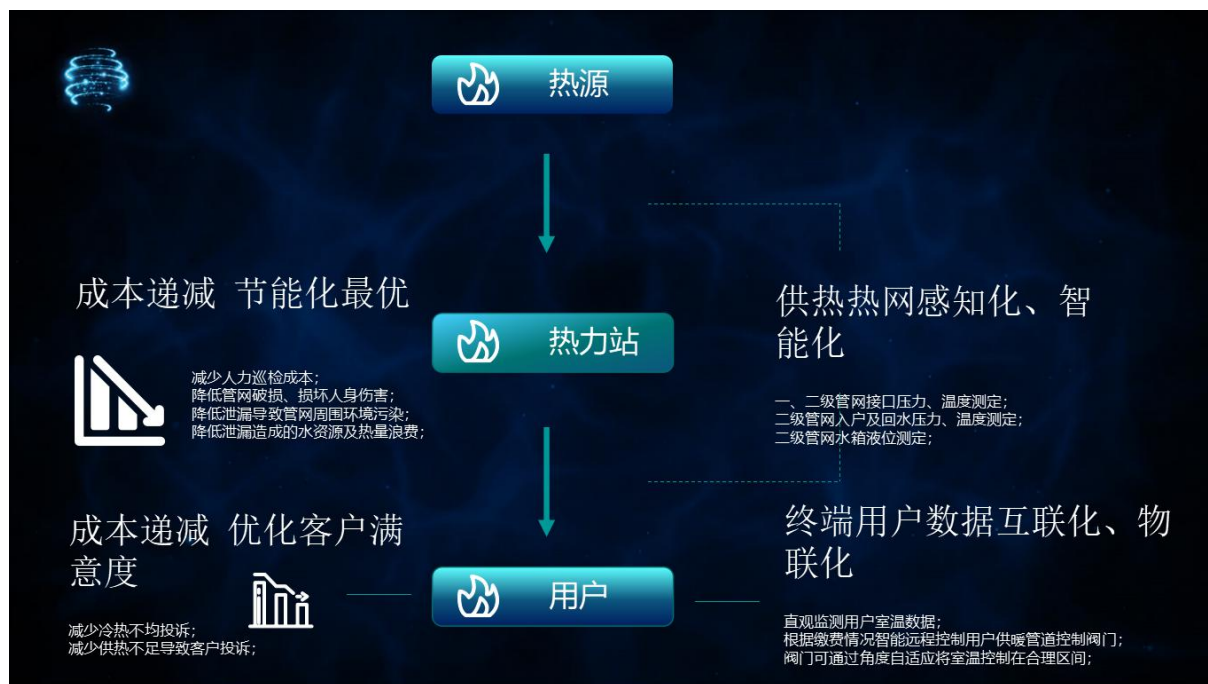 热源
成本递减 节能化最优
减少人力巡检成本；
降低管网破损、损坏人身伤害；
降低泄漏导致管网周围环境污染；
降低泄漏造成的水资源及热量浪费；
热力站
供热热网感知化、智
能化
一、二级管网接口压力、温度测定；
二级管网入户及回水压力、温度测定；
二级管网水箱液位测定；
成本递减 优化客户满
意度
减少冷热不均投诉；
减少供热不足导致客户投诉；
用户
终端用户数据互联化、物
联化
直观监测用户室温数据；
根据缴费情况智能远程控制用户供暖管道控制阀门；
阀门可通过角度自适应将室温控制在合理区间；